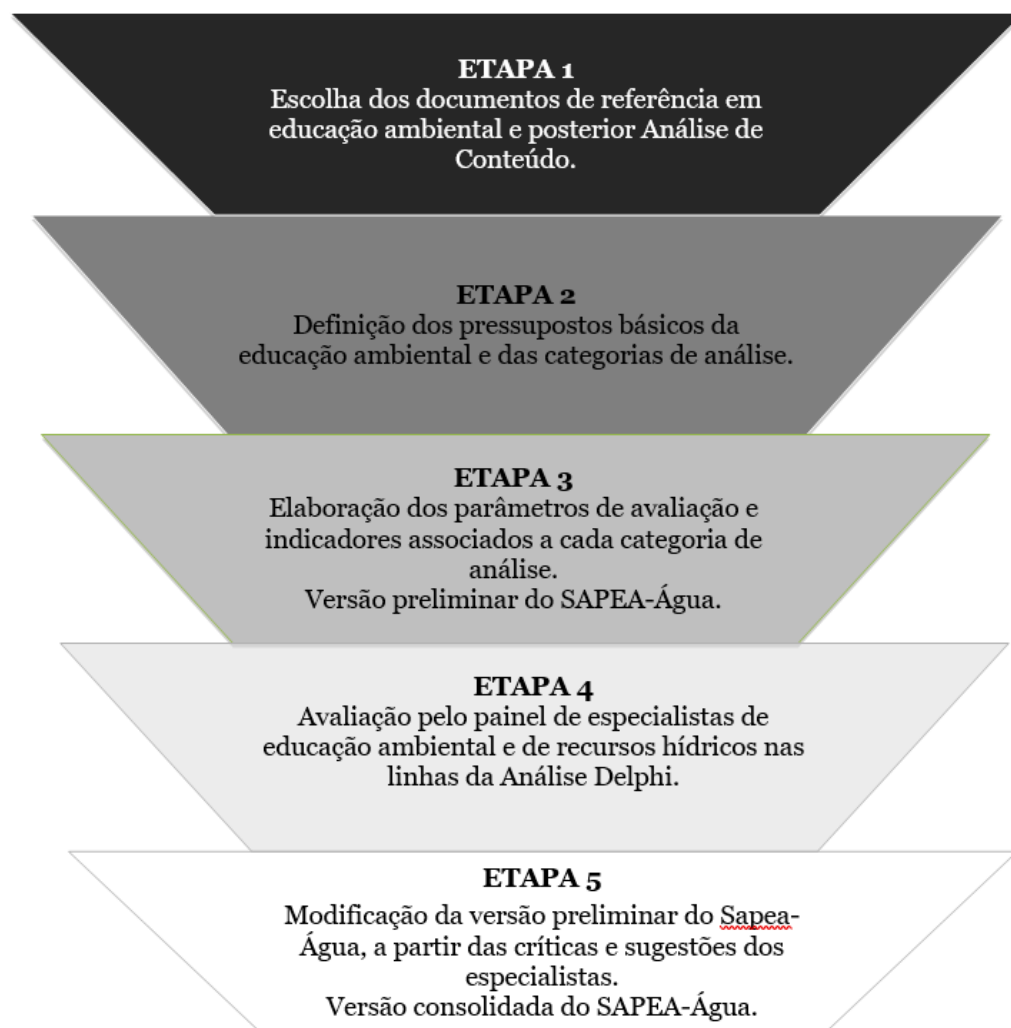 ETAPA 1
Escolha dos documentos de referência em
educação ambiental e posterior Análise de
Conteúdo.
ETAPA 2
Definição dos pressupostos básicos da
educação ambiental e das categorias de análise.
ETAPA 3
Elaboração dos parâmetros de avaliação e
indicadores associados a cada categoria de
análise.
Versão preliminar do SAPEA-Água.
ETAPA 4
Avaliação pelo painel de especialistas de
educação ambiental e de recursos hídricos nas
linhas da Análise Delphi.
ETAPA 5
Modificação da versão preliminar do Sapea-
Água, a partir das críticas e sugestões dos
especialistas.
Versão consolidada do SAPEA-Água.